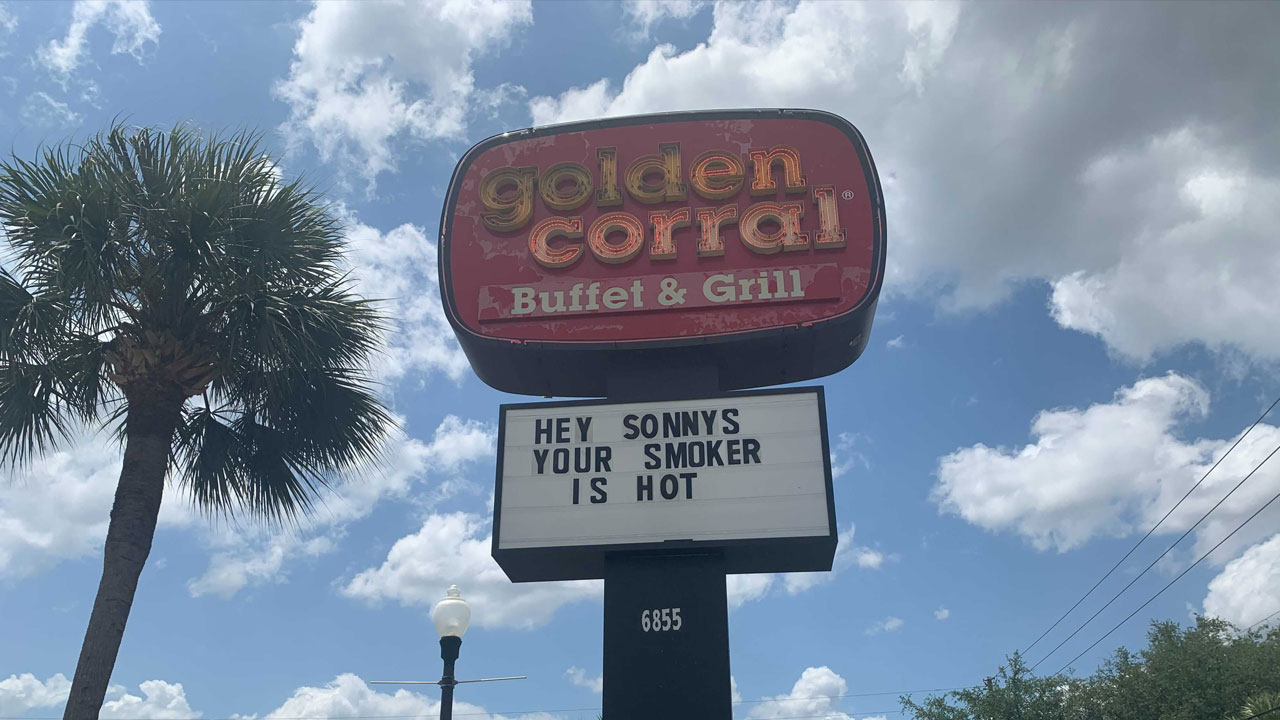 golden
corral®
Buffet & Grill
HEY SONNYS
YOUR SMOKER
IS HOT
6855